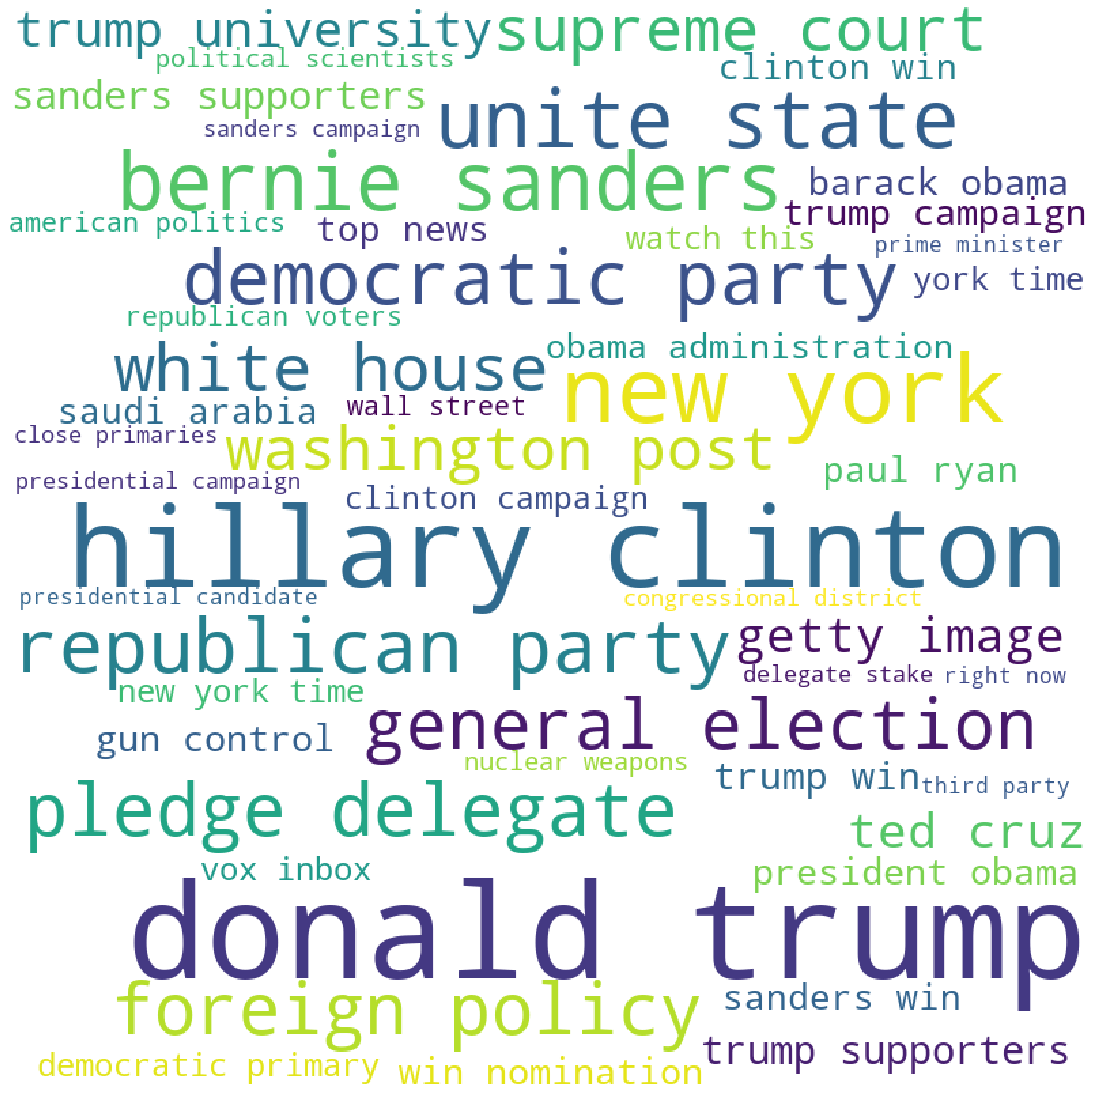 trump university supreme court
political scientists
clinton win
sanders supporters
unite state
sanders campaign
bernie sanders
barack obama
trump campaign
american politics
top news
watch this
prime minister
democratic party
york time
republican voters
obama administration
white house
new york
saudi arabia
wall street
close primaries
washington post
paul ryan
presidential campaign
clinton campaign
hillary clinton
presidential candidate
congressional district
republican party
getty image
delegate stake
right now
new york time
general election
gun control
nuclear weapons
trump win
third party
pledge delegate
ted cruz
vox inbox
president obama
donald trump
foreign policy
sanders win
trump supporters
democratic primary
win nomination